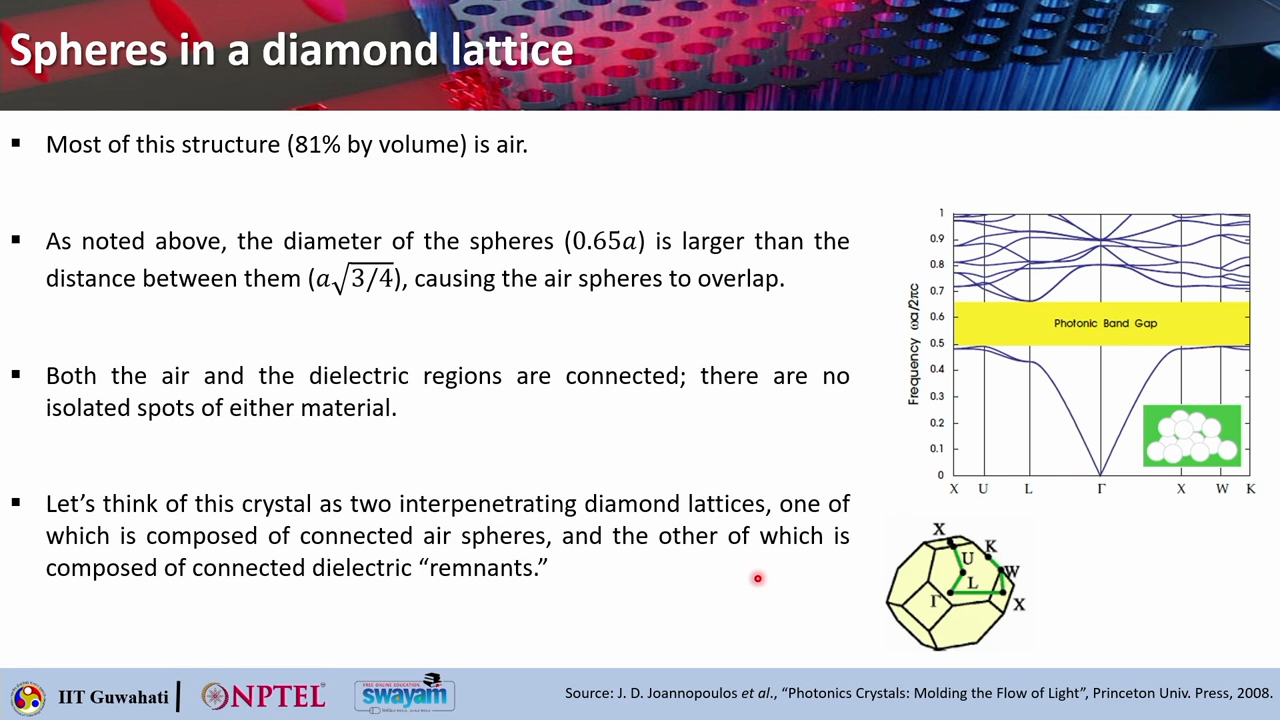 Spheres in a diamond lattice
▪ Most of this structure (81% by volume) is air.
▪ As noted above, the diameter of the spheres (0.65𝑎) is larger than the
distance between them (𝑎√3/4), causing the air spheres to overlap.
▪ Both the air and the dielectric regions are connected; there are no
isolated spots of either material.
▪ Let’s think of this crystal as two interpenetrating diamond lattices, one of
which is composed of connected air spheres, and the other of which is
composed of connected dielectric “remnants.”
Frequency ωa/2πc
1
0.9
0.8
0.7
0.6
0.5
0.4
0.3
0.2
0.1
0
Photonic Band Gap
X U L Γ X W K
X
K
U
W
L
Γ
X
IIT Guwahati
NPTEL
FREE ONLINE EDUCATION
swayam
Source: J. D. Joannopoulos et al., “Photonics Crystals: Molding the Flow of Light”, Princeton Univ. Press, 2008.